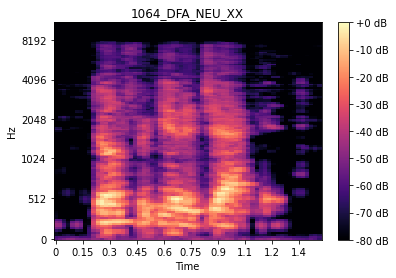 1064_DFA_NEU_XX
+0 dB
8192
-10 dB
4096
-20 dB
-30 dB
2048
Hz
-40 dB
1024
-50 dB
512
-60 dB
-70 dB
0
-80 dB
0 0.15 0.3 0.45 0.6 0.75 0.9 1.1 1.2 1.4
Time